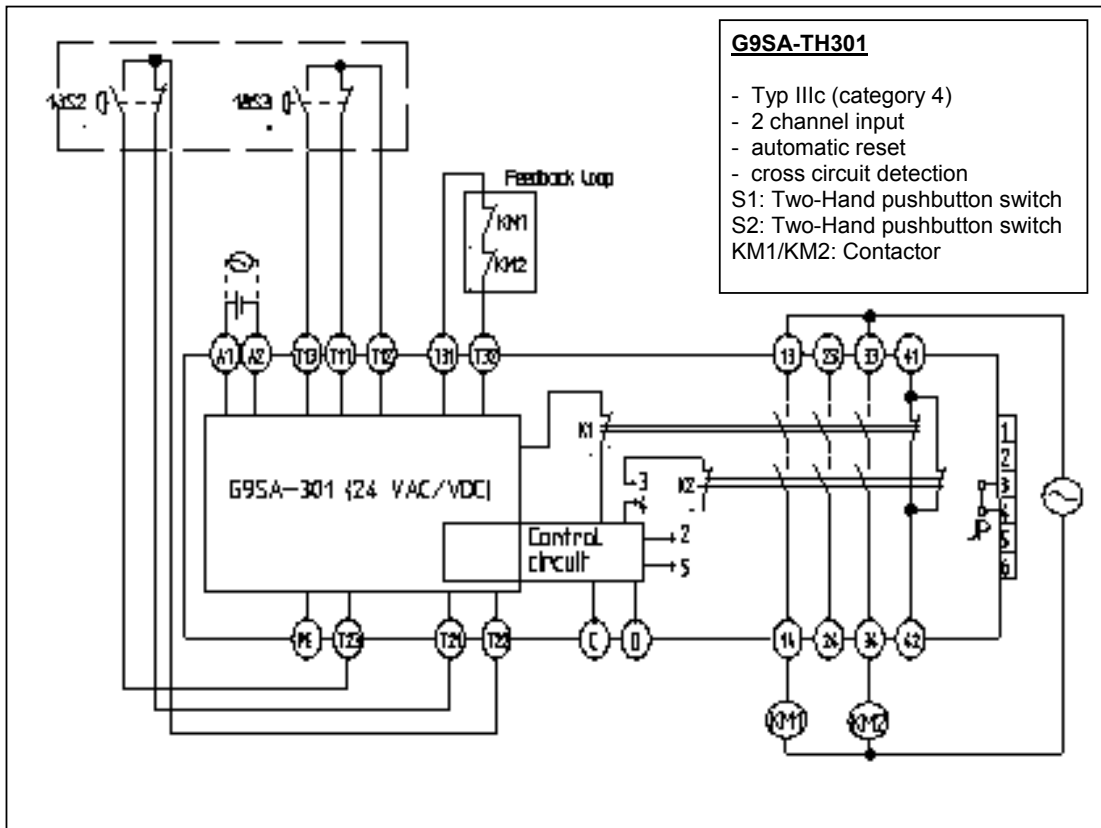 G9SA-TH301
- Typ IIIc (category 4)
- 2 channel input
- automatic reset
- cross circuit detection
S1: Two-Hand pushbutton switch
S2: Two-Hand pushbutton switch
KM1/KM2: Contactor
Feedback loop
KM1
KM2
A1 A2 T13 T11 T12 T31 T32 13 23 33 41
K1
1
2
3
4
5
6
G9SA-301 (24 VAC/VDC)
3
4
K2
JP
Control
circuit
2
5
PE T23 T21 T22 C D 14 24 34 42
KM1 KM2